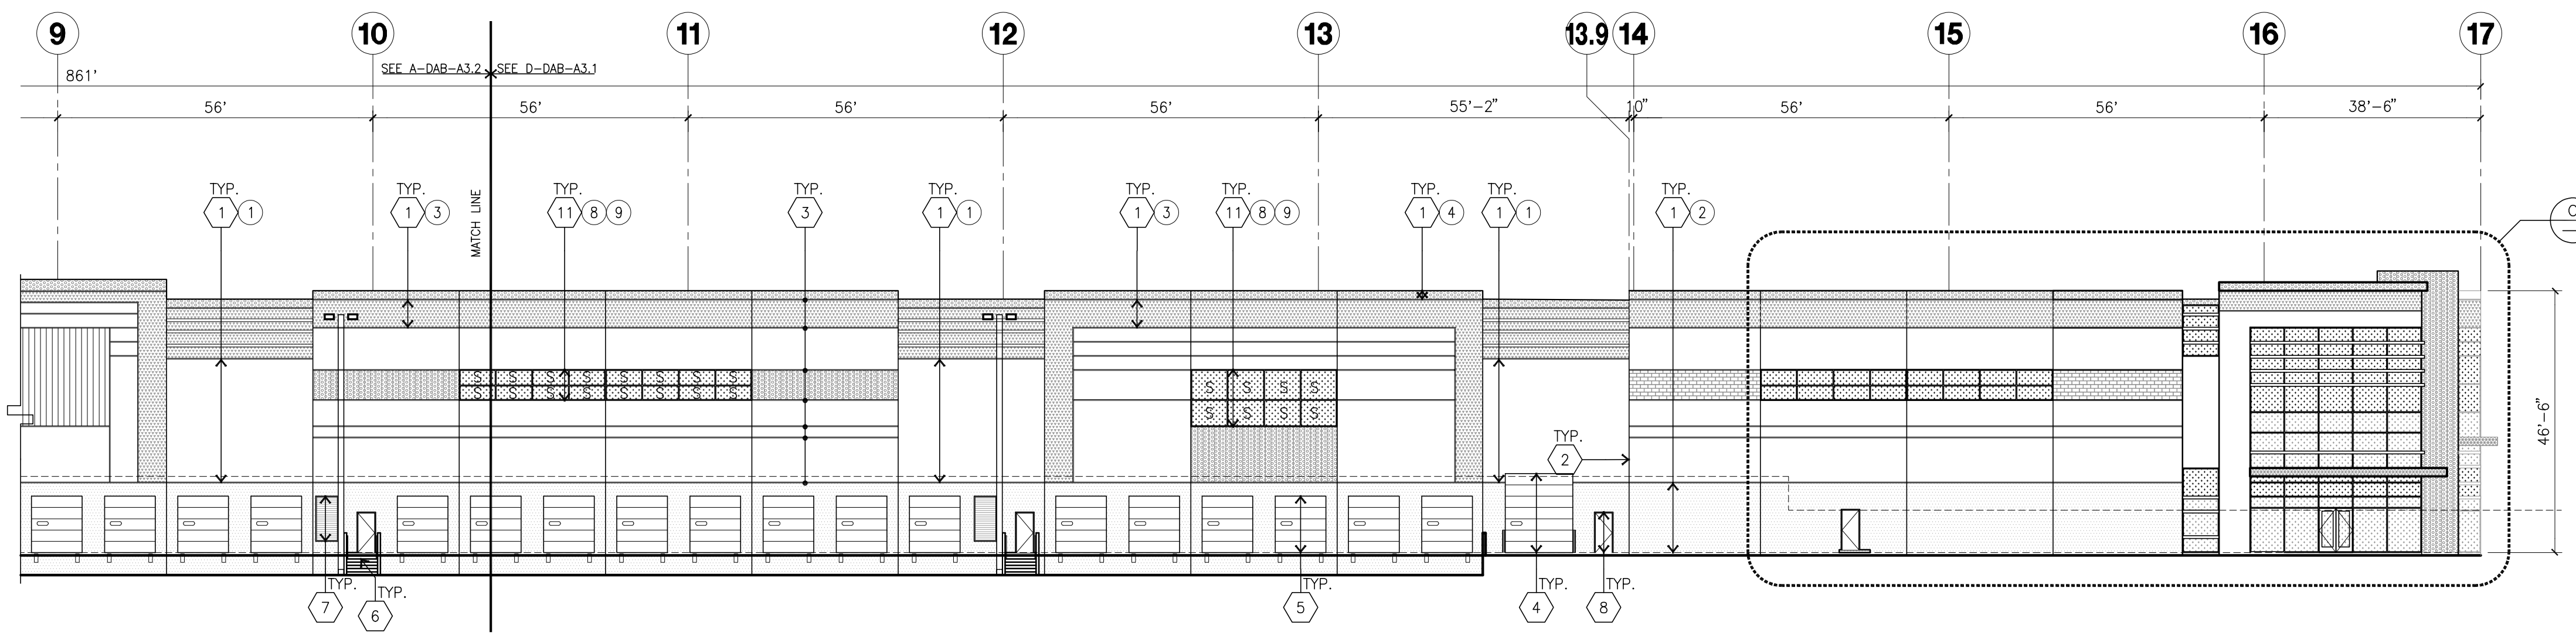 9 10 11 12 13 13.9 14 15 16 17
861' SEE A-DAB-A3.2 SEE D-DAB-A3.1
56' 56' 56' 56' 55'-2" 10" 56' 56' 38'-6"
TYP. TYP. TYP. TYP. TYP. TYP. TYP. TYP. TYP. TYP.
1 1 1 3 11 8 9 3 1 1 1 3 11 8 9 1 4 1 1 1 2
MATCH LINE
S S S S S S S S S S S S
S S S S S S S S S S S S
46'-6"
TYP.
2
TYP. TYP. TYP. TYP. TYP.
7 6 5 4 8